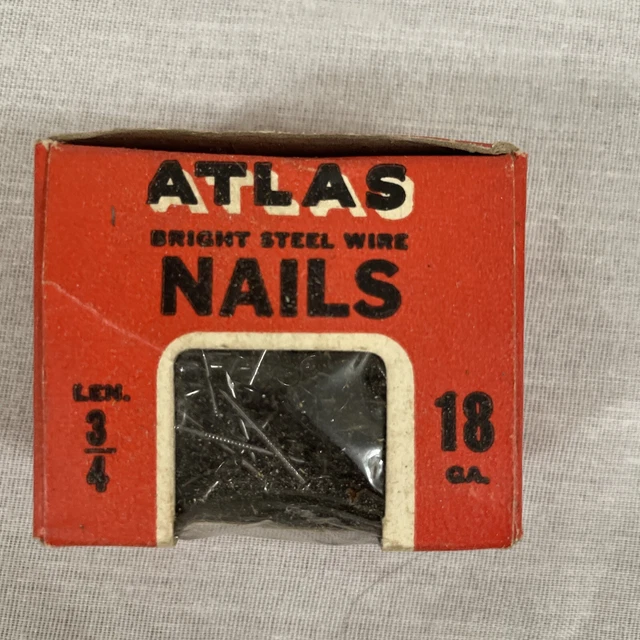 ATLAS
BRIGHT STEEL WIRE
NAILS
LEN.
3/4
18
GA.